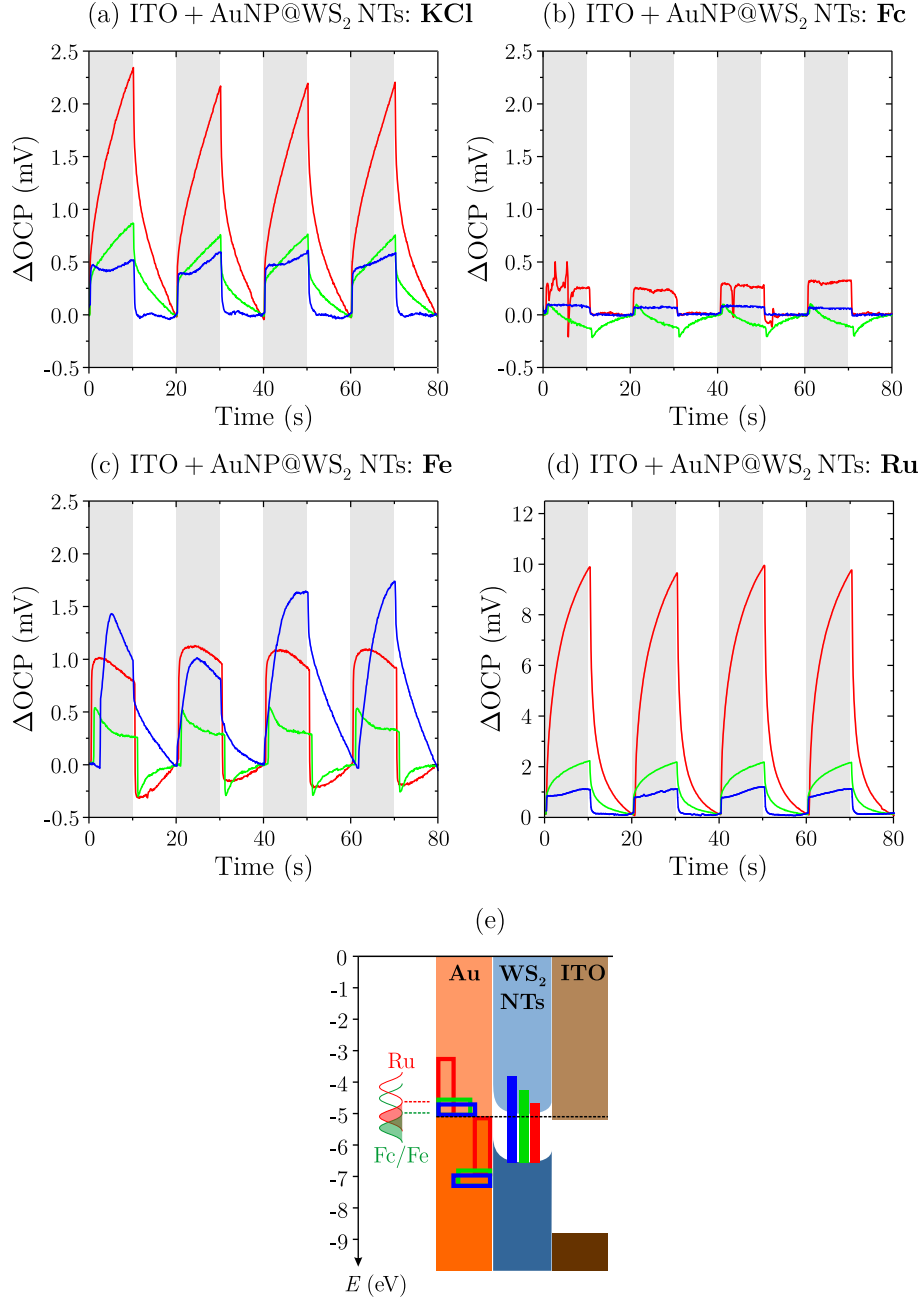 (a) ITO + AuNP@WS₂ NTs: KCl
2.5
2.0
1.5
1.0
0.5
0.0
-0.5
ΔOCP (mV)
0 20 40 60 80
Time (s)
(b) ITO + AuNP@WS₂ NTs: Fc
2.5
2.0
1.5
1.0
0.5
0.0
-0.5
ΔOCP (mV)
0 20 40 60 80
Time (s)
(c) ITO + AuNP@WS₂ NTs: Fe
2.5
2.0
1.5
1.0
0.5
0.0
-0.5
ΔOCP (mV)
0 20 40 60 80
Time (s)
(d) ITO + AuNP@WS₂ NTs: Ru
12
10
8
6
4
2
0
ΔOCP (mV)
0 20 40 60 80
Time (s)
(e)
0
-1
-2
-3
-4
-5
-6
-7
-8
-9
E (eV)
Au
WS₂
NTs
ITO
Ru
Fc/Fe